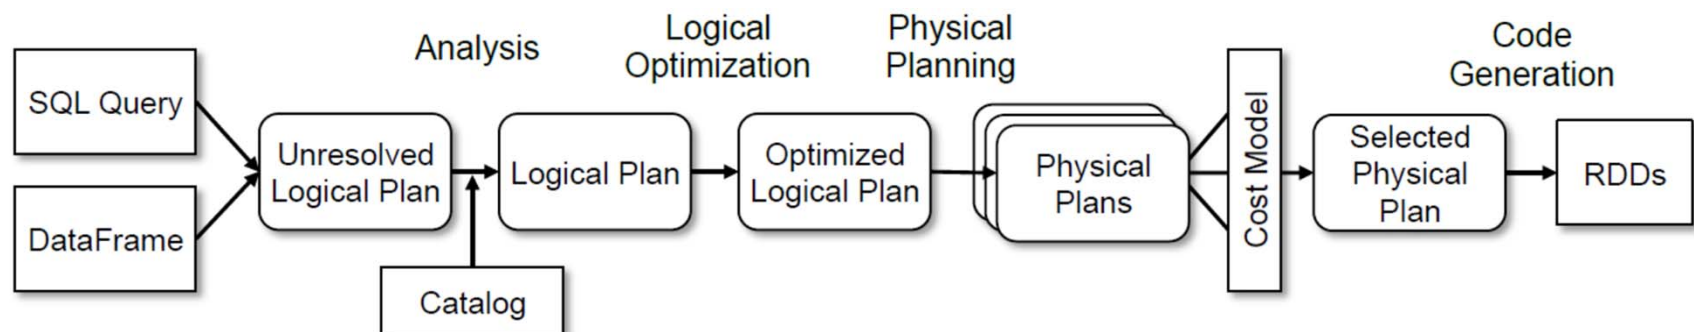 Analysis
Logical
Optimization
Physical
Planning
Code
Generation
SQL Query
DataFrame
Unresolved
Logical Plan
Catalog
Logical Plan
Optimized
Logical Plan
Physical
Plans
Cost Model
Selected
Physical
Plan
RDDs